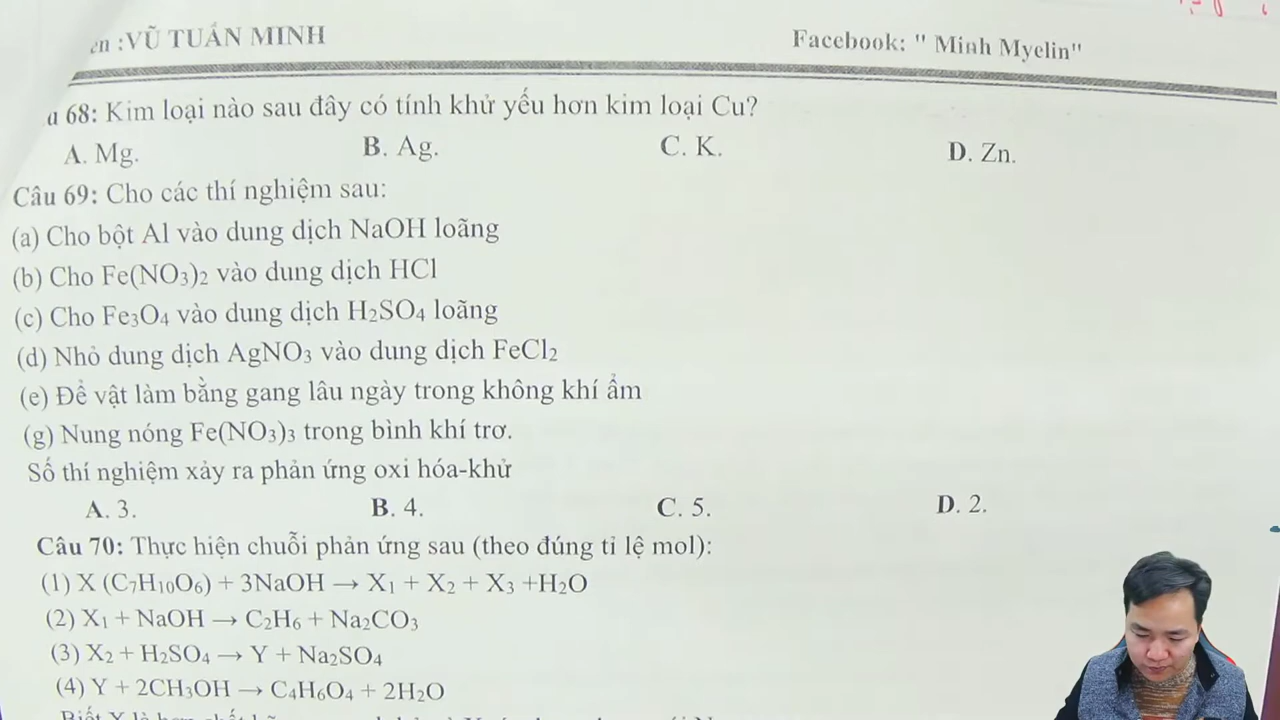 en :VŨ TUẤN MINH
Facebook: " Minh Myelin"
u 68: Kim loại nào sau đây có tính khử yếu hơn kim loại Cu?
A. Mg. B. Ag. C. K. D. Zn.
Câu 69: Cho các thí nghiệm sau:
(a) Cho bột Al vào dung dịch NaOH loãng
(b) Cho Fe(NO₃)₂ vào dung dịch HCl
(c) Cho Fe₃O₄ vào dung dịch H₂SO₄ loãng
(d) Nhỏ dung dịch AgNO₃ vào dung dịch FeCl₂
(e) Để vật làm bằng gang lâu ngày trong không khí ẩm
(g) Nung nóng Fe(NO₃)₃ trong bình khí trơ.
Số thí nghiệm xảy ra phản ứng oxi hóa-khử
A. 3. B. 4. C. 5. D. 2.
Câu 70: Thực hiện chuỗi phản ứng sau (theo đúng tỉ lệ mol):
(1) X (C₇H₁₀O₆) + 3NaOH → X₁ + X₂ + X₃ +H₂O
(2) X₁ + NaOH → C₂H₆ + Na₂CO₃
(3) X₂ + H₂SO₄ → Y + Na₂SO₄
(4) Y + 2CH₃OH → C₄H₆O₄ + 2H₂O